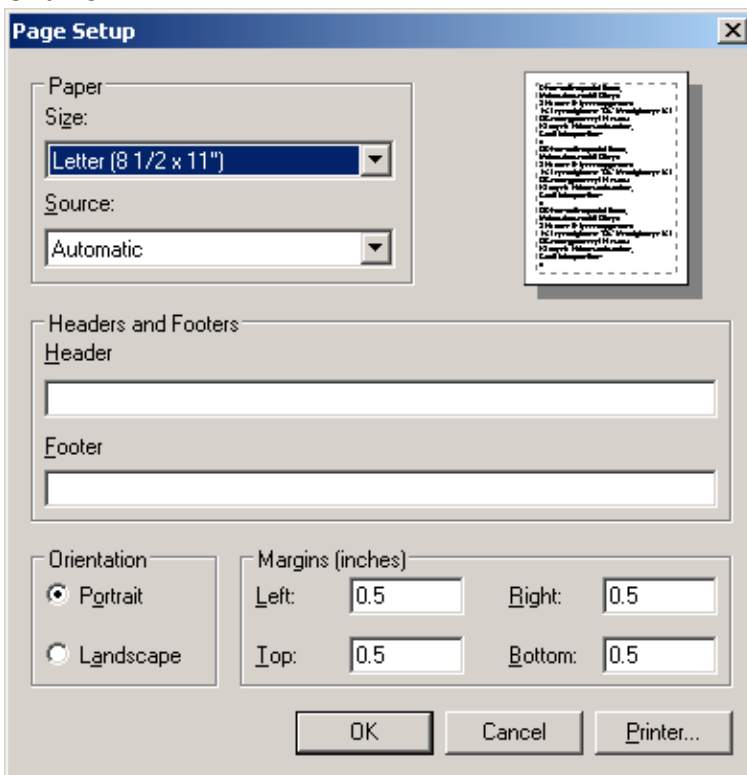 Page Setup
Paper
Size:
Letter (8 1/2 x 11")
Source:
Automatic
Headers and Footers
Header
Footer
Orientation
Portrait
Landscape
Margins (inches)
Left: 0.5 Right: 0.5
Top: 0.5 Bottom: 0.5
OK Cancel Printer...